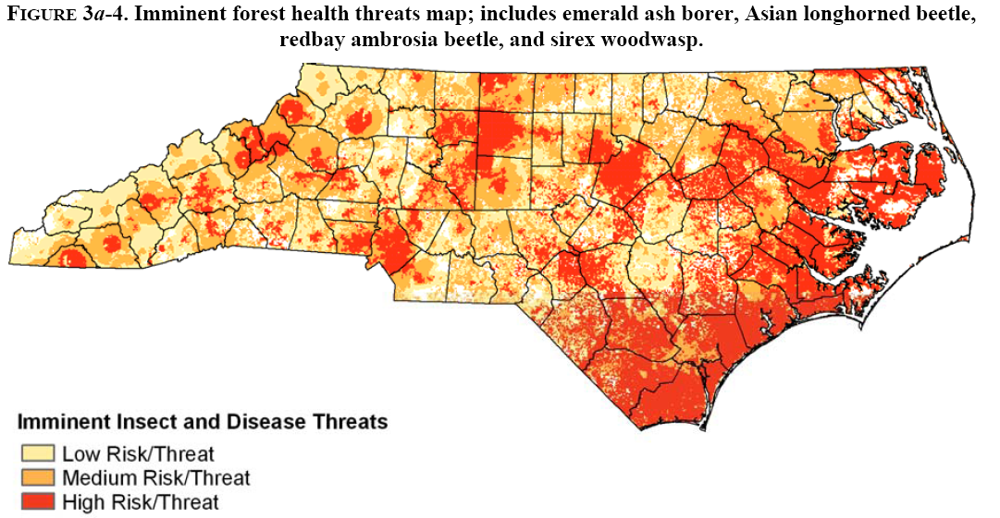 FIGURE 3a-4. Imminent forest health threats map; includes emerald ash borer, Asian longhorned beetle,
redbay ambrosia beetle, and sirex woodwasp.
Imminent Insect and Disease Threats
Low Risk/Threat
Medium Risk/Threat
High Risk/Threat